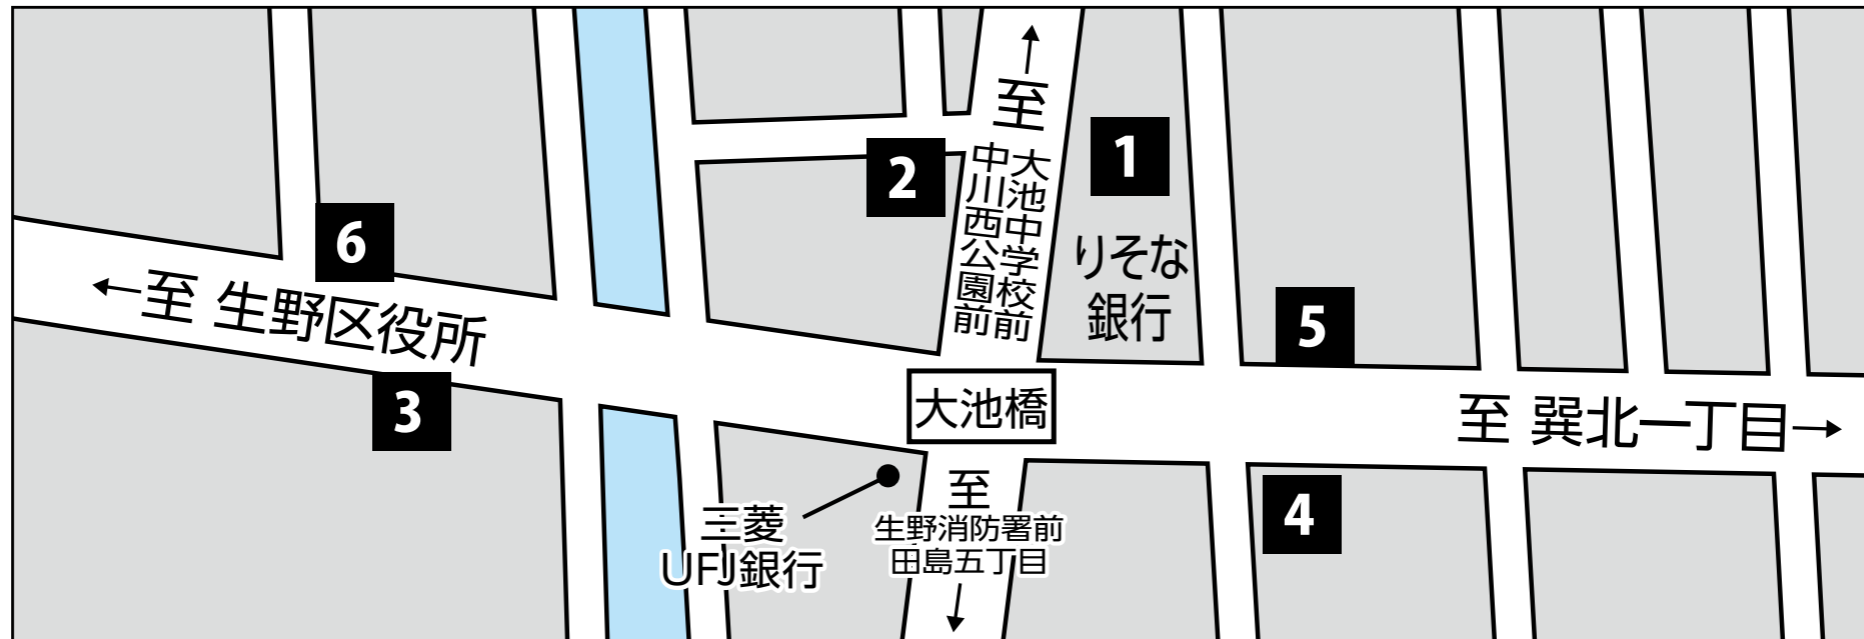 至
大池中学校前
中川西公園前
1
2
りそな
銀行
6
← 至 生野区役所
5
3
大池橋
至 巽北一丁目 →
三菱
UFJ銀行
至
生野消防署前
田島五丁目
4